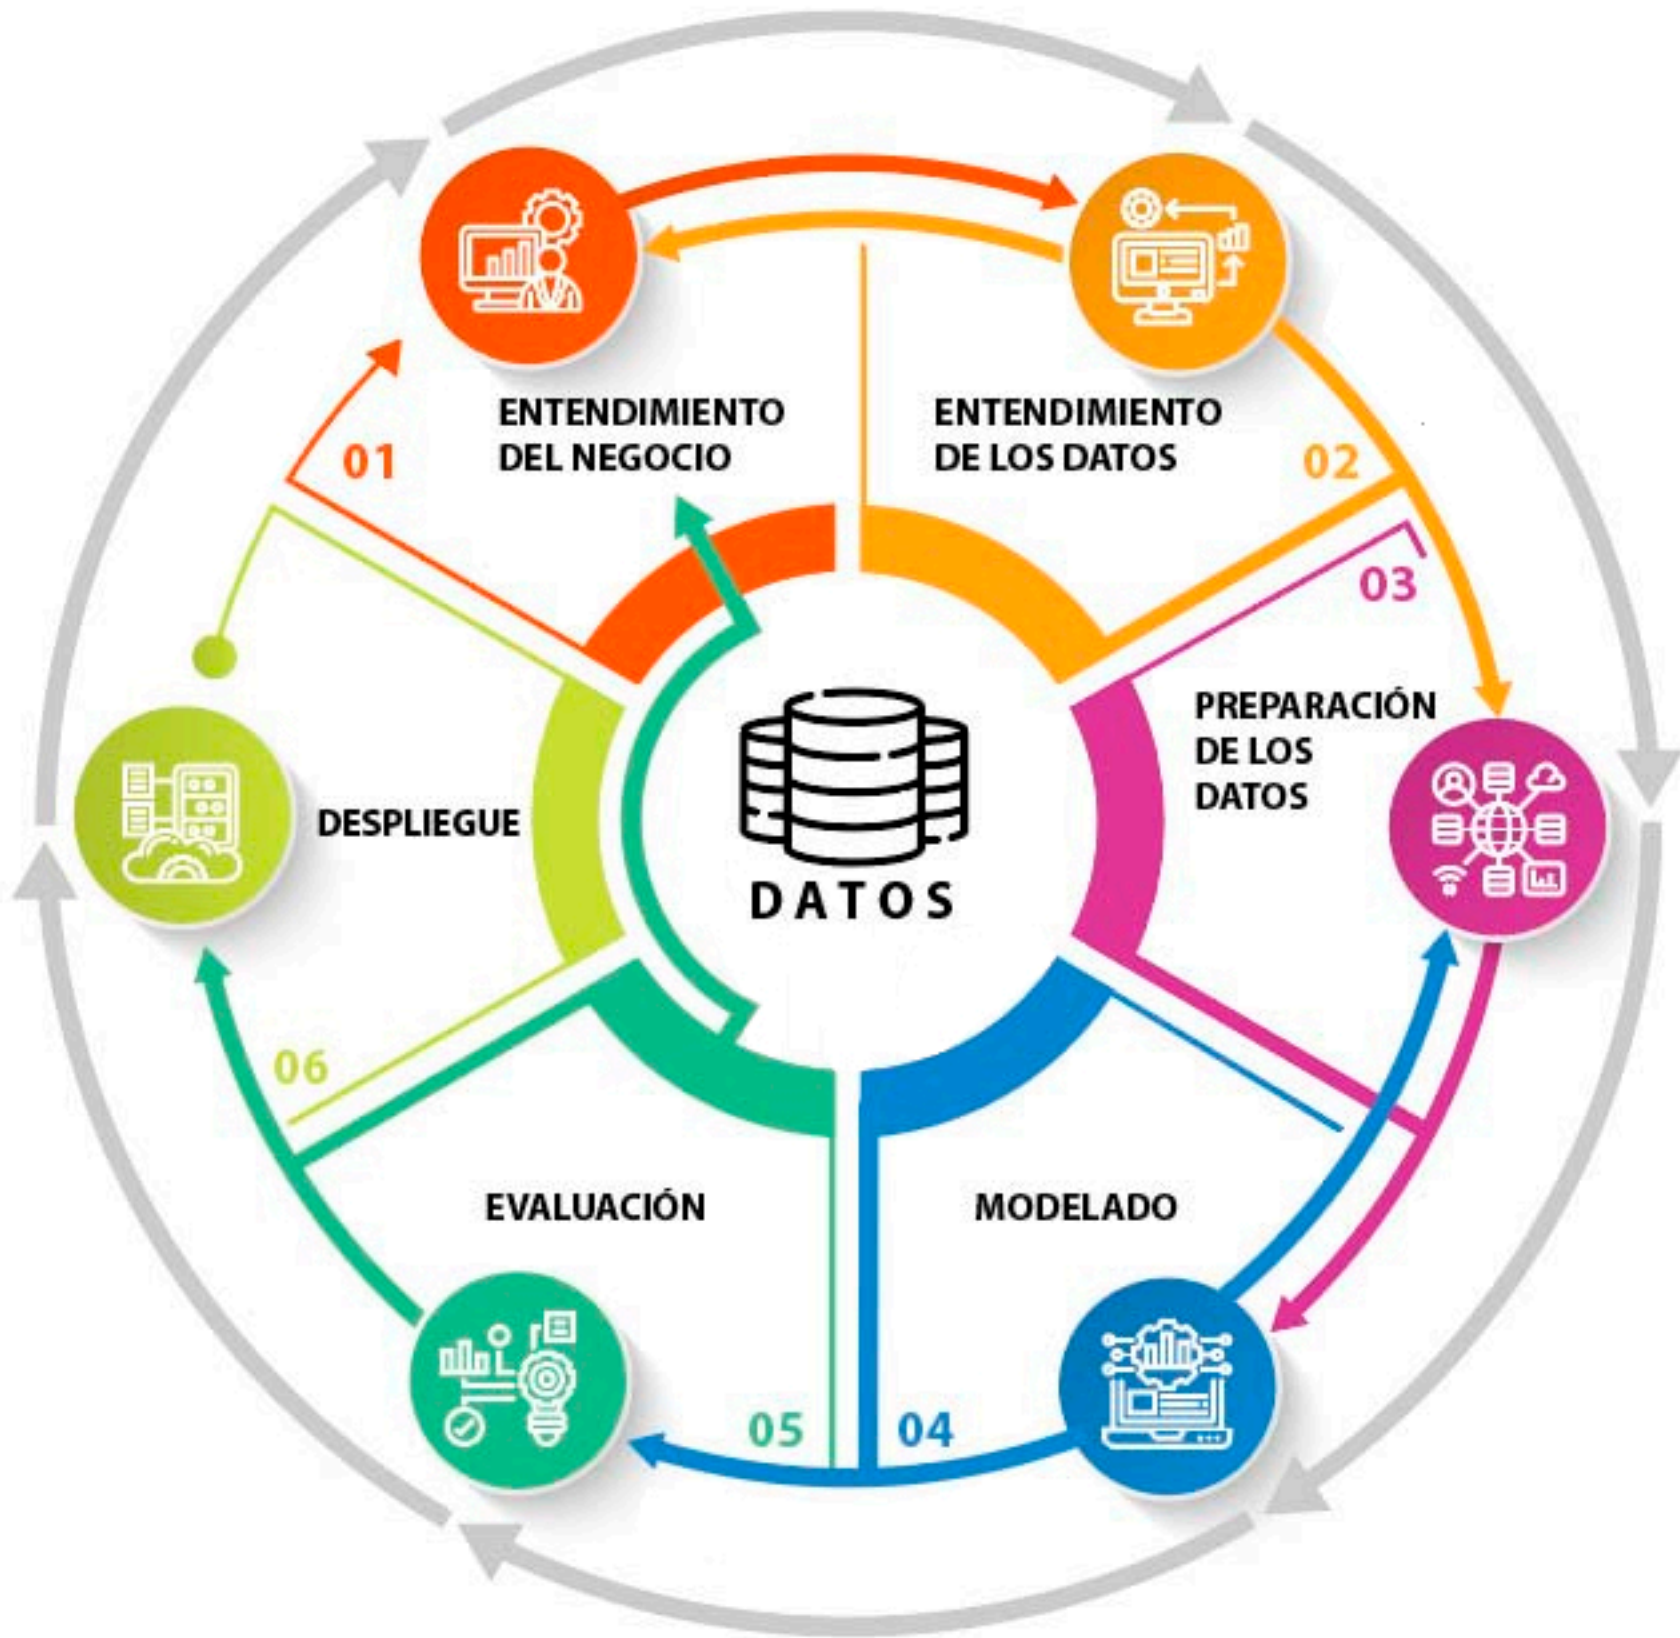 01
ENTENDIMIENTO
DEL NEGOCIO
ENTENDIMIENTO
DE LOS DATOS
02
03
PREPARACIÓN
DE LOS
DATOS
MODELADO
04
EVALUACIÓN
05
DESPLIEGUE
06
DATOS